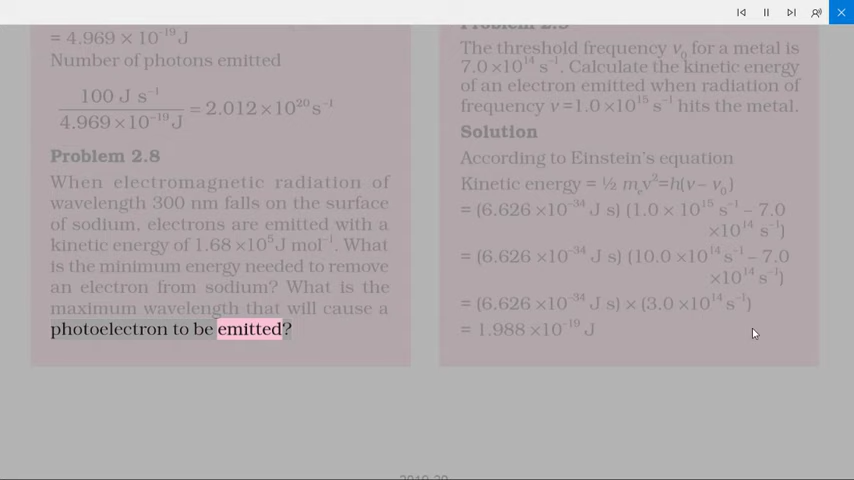 = 4.969 × 10⁻¹⁹ J
Number of photons emitted
100 J s⁻¹
4.969×10⁻¹⁹ J
= 2.012×10²⁰ s⁻¹
Problem 2.8
When electromagnetic radiation of
wavelength 300 nm falls on the surface
of sodium, electrons are emitted with a
kinetic energy of 1.68 ×10⁵ J mol⁻¹. What
is the minimum energy needed to remove
an electron from sodium? What is the
maximum wavelength that will cause a
photoelectron to be emitted?
The threshold frequency ν₀ for a metal is
7.0 ×10¹⁴ s⁻¹. Calculate the kinetic energy
of an electron emitted when radiation of
frequency ν =1.0×10¹⁵ s⁻¹ hits the metal.
Solution
According to Einstein's equation
Kinetic energy = ½ mₑv²=h(ν – ν₀)
= (6.626 ×10⁻³⁴ J s) (1.0 × 10¹⁵ s⁻¹ – 7.0
×10¹⁴ s⁻¹)
= (6.626 ×10⁻³⁴ J s) (10.0 ×10¹⁴ s⁻¹ – 7.0
×10¹⁴ s⁻¹)
= (6.626 ×10⁻³⁴ J s) × (3.0 ×10¹⁴ s⁻¹)
= 1.988 ×10⁻¹⁹ J